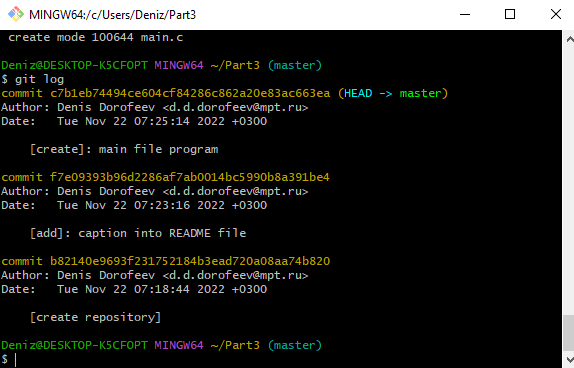 MINGW64:/c/Users/Deniz/Part3
create mode 100644 main.c
Deniz@DESKTOP-K5CFOPT MINGW64 ~/Part3 (master)
$ git log
commit c7b1eb74494ce604cf84286c862a20e83ac663ea (HEAD -> master)
Author: Denis Dorofeev <d.d.dorofeev@mpt.ru>
Date:   Tue Nov 22 07:25:14 2022 +0300
[create]: main file program
commit f7e09393b96d2286af7ab0014bc5990b8a391be4
Author: Denis Dorofeev <d.d.dorofeev@mpt.ru>
Date:   Tue Nov 22 07:23:16 2022 +0300
[add]: caption into README file
commit b82140e9693f231752184b3ead720a08aa74b820
Author: Denis Dorofeev <d.d.dorofeev@mpt.ru>
Date:   Tue Nov 22 07:18:44 2022 +0300
[create repository]
Deniz@DESKTOP-K5CFOPT MINGW64 ~/Part3 (master)
$